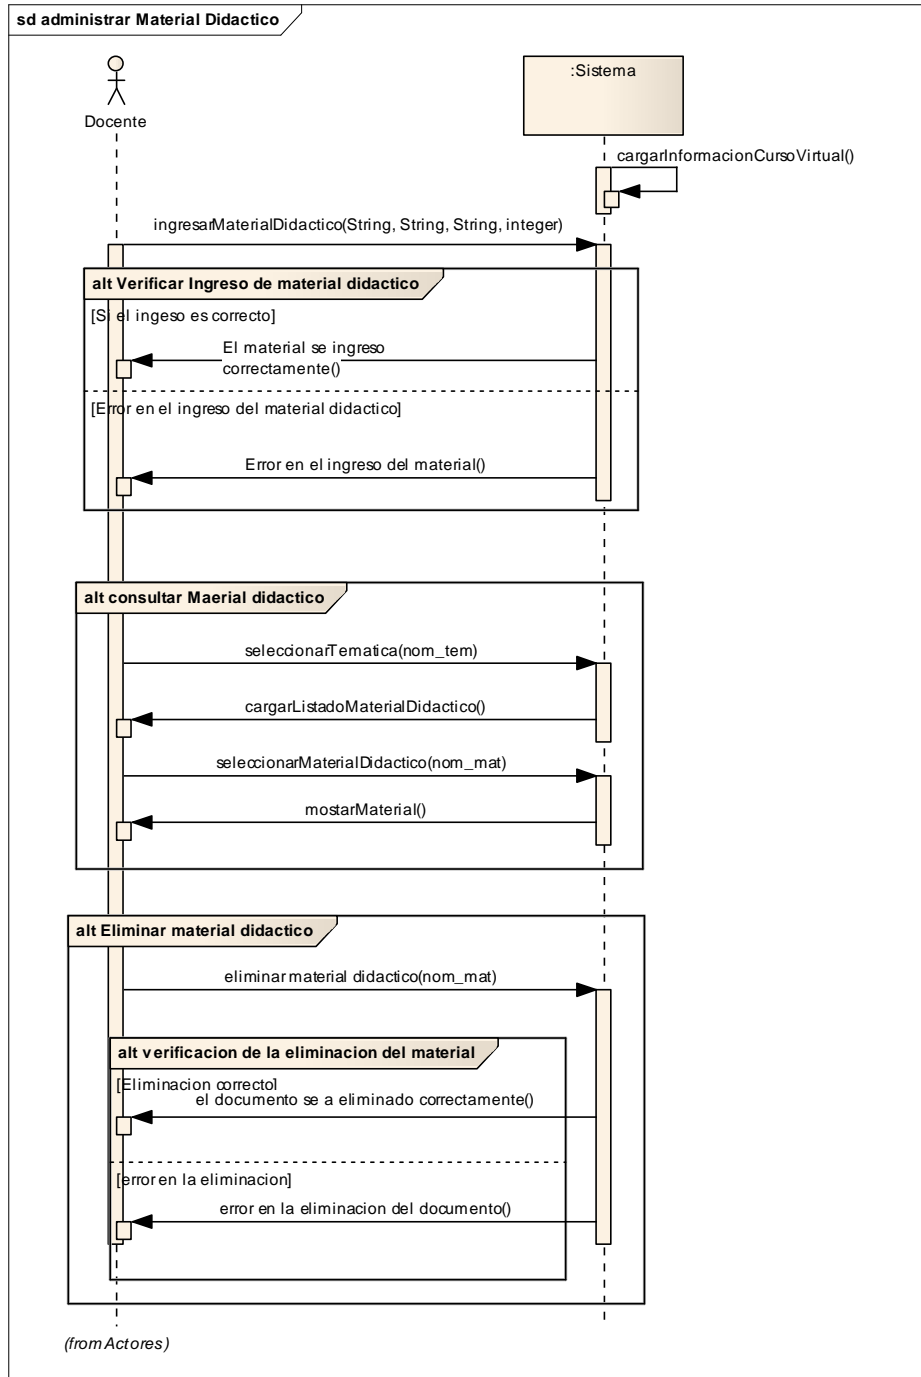 sd administrar Material Didactico
:Sistema
Docente
cargarInformacionCursoVirtual()
ingresarMaterialDidactico(String, String, String, integer)
alt Verificar Ingreso de material didactico
[Si el ingeso es correcto]
El material se ingreso
correctamente()
[Error en el ingreso del material didactico]
Error en el ingreso del material()
alt consultar Maerial didactico
seleccionarTematica(nom_tem)
cargarListadoMaterialDidactico()
seleccionarMaterialDidactico(nom_mat)
mostarMaterial()
alt Eliminar material didactico
eliminar material didactico(nom_mat)
alt verificacion de la eliminacion del material
[Eliminacion correcto]
el documento se a eliminado correctamente()
[error en la eliminacion]
error en la eliminacion del documento()
(from Actores)